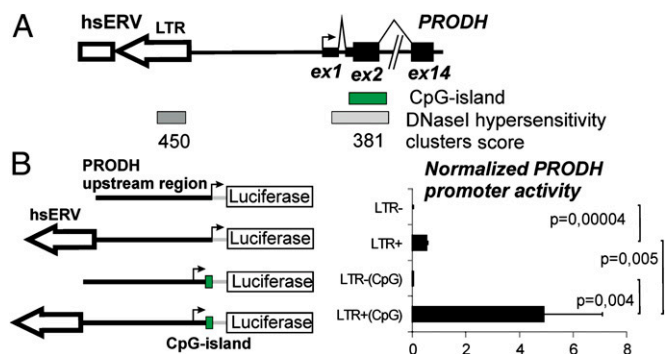 A
hsERV
LTR
PRODH
ex1
ex2
ex14
CpG-island
DNaseI hypersensitivity
clusters score
450
381
B
PRODH
upstream region
Luciferase
hsERV
Luciferase
Luciferase
Luciferase
CpG-island
Normalized PRODH
promoter activity
LTR-
LTR+
LTR-(CpG)
LTR+(CpG)
p=0,00004
p=0,005
p=0,004
0 2 4 6 8